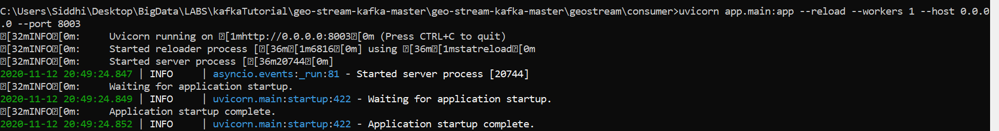 C:\Users\Siddhi\Desktop\BigData\LABS\kafkaTutorial\geo-stream-kafka-master\geo-stream-kafka-master\geostream\consumer>uvicorn app.main:app --reload --workers 1 --host 0.0.0
.0 --port 8003
⍰[32mINFO⍰[0m:     Uvicorn running on ⍰[1mhttp://0.0.0.0:8003⍰[0m (Press CTRL+C to quit)
⍰[32mINFO⍰[0m:     Started reloader process [⍰[36m⍰[1m6816⍰[0m] using ⍰[36m⍰[1mstatreload⍰[0m
⍰[32mINFO⍰[0m:     Started server process [⍰[36m20744⍰[0m]
2020-11-12 20:49:24.847 | INFO     | asyncio.events:_run:81 - Started server process [20744]
⍰[32mINFO⍰[0m:     Waiting for application startup.
2020-11-12 20:49:24.849 | INFO     | uvicorn.main:startup:422 - Waiting for application startup.
⍰[32mINFO⍰[0m:     Application startup complete.
2020-11-12 20:49:24.852 | INFO     | uvicorn.main:startup:422 - Application startup complete.